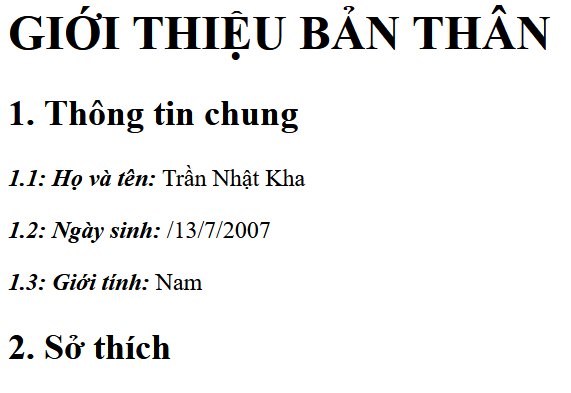 GIỚI THIỆU BẢN THÂN
1. Thông tin chung
1.1: Họ và tên: Trần Nhật Kha
1.2: Ngày sinh: /13/7/2007
1.3: Giới tính: Nam
2. Sở thích